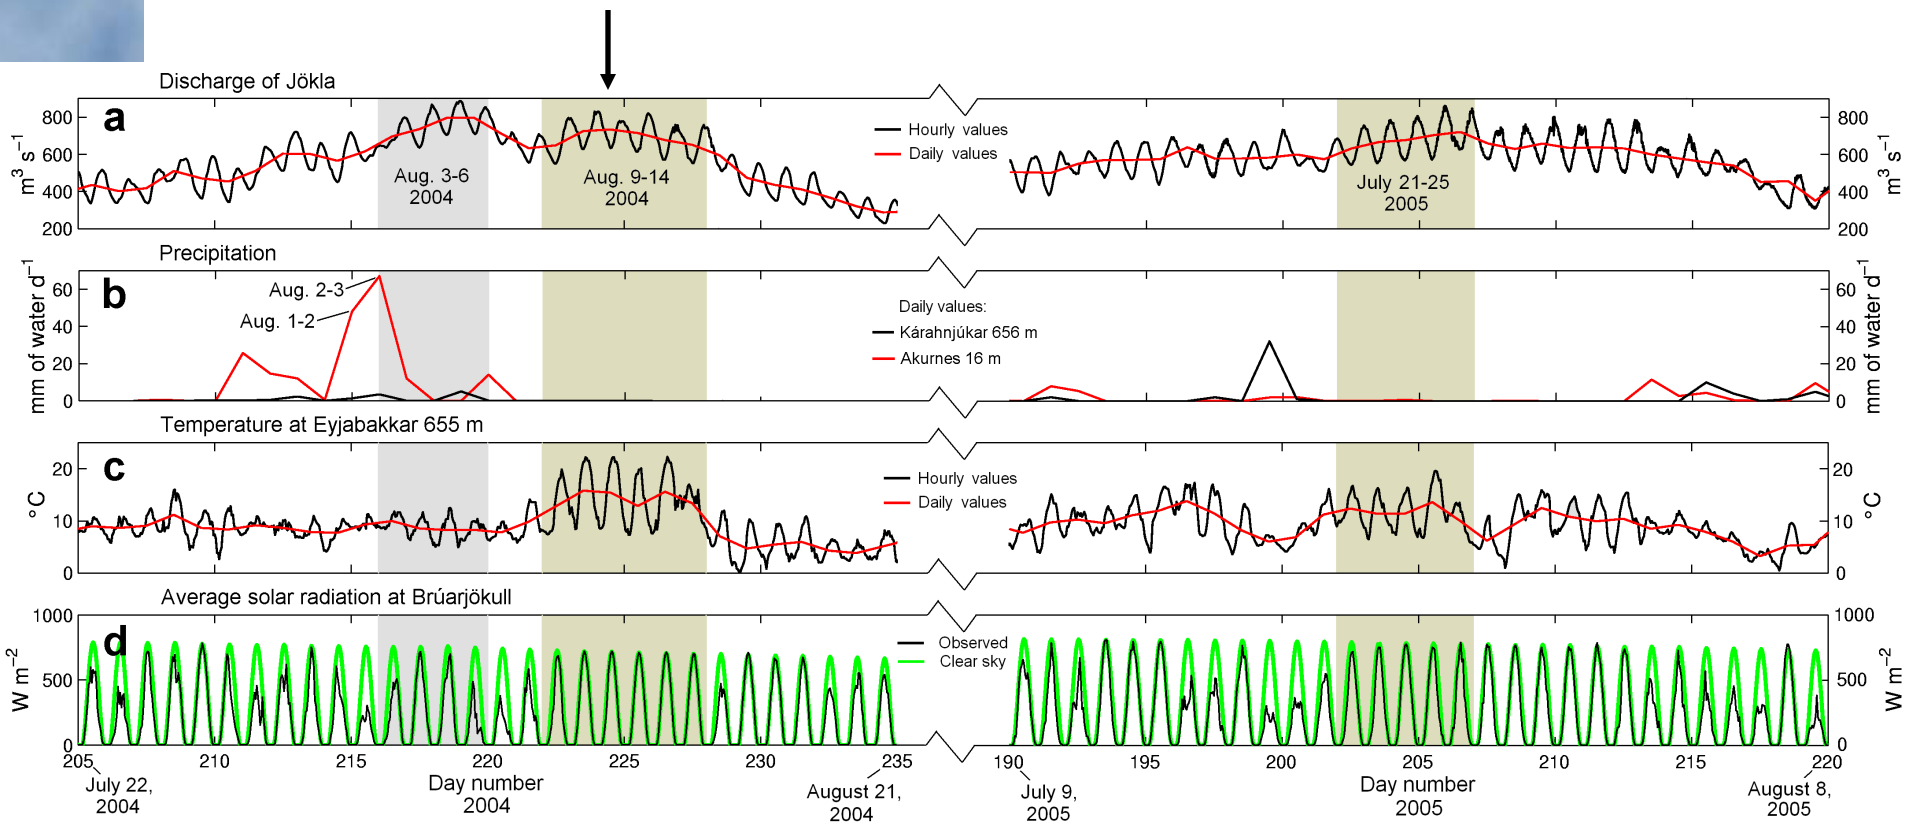 Discharge of Jökla
a
800
600
400
200
m³ s⁻¹
Aug. 3-6
2004
Aug. 9-14
2004
Hourly values
Daily values
July 21-25
2005
800
600
400
200
m³ s⁻¹
Precipitation
b
60
40
20
0
mm of water d⁻¹
Aug. 2-3
Aug. 1-2
Daily values:
Kárahnjúkar 656 m
Akurnes 16 m
60
40
20
0
mm of water d⁻¹
Temperature at Eyjabakkar 655 m
c
20
10
0
°C
Hourly values
Daily values
20
10
0
°C
Average solar radiation at Brúarjökull
d
1000
500
0
W m⁻²
Observed
Clear sky
1000
500
0
W m⁻²
205 210 215 220 225 230 235
July 22,
2004
Day number
2004
August 21,
2004
190 195 200 205 210 215 220
July 9,
2005
Day number
2005
August 8,
2005